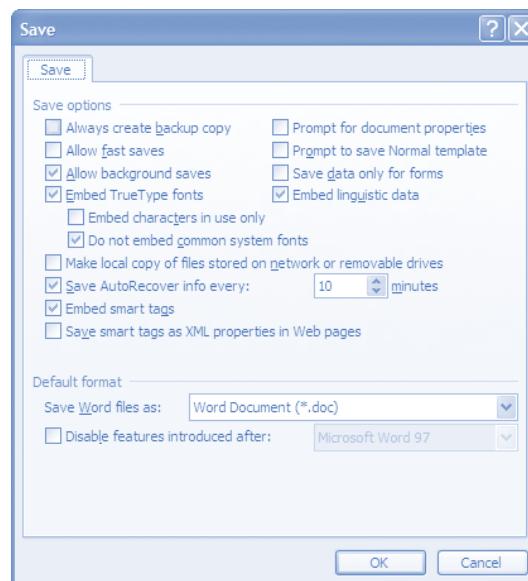 Save
Save
Save options
Always create backup copy
Prompt for document properties
Allow fast saves
Prompt to save Normal template
Allow background saves
Save data only for forms
Embed TrueType fonts
Embed linguistic data
Embed characters in use only
Do not embed common system fonts
Make local copy of files stored on network or removable drives
Save AutoRecover info every: 10 minutes
Embed smart tags
Save smart tags as XML properties in Web pages
Default format
Save Word files as: Word Document (*.doc)
Disable features introduced after: Microsoft Word 97
OK Cancel